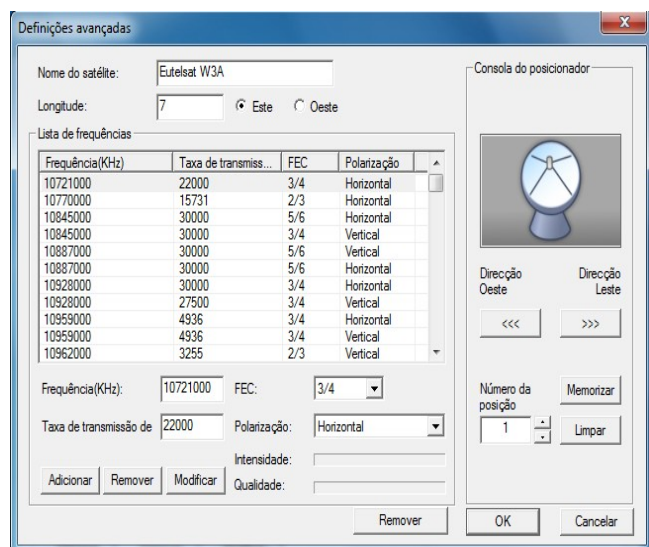 Definições avançadas
X
Nome do satélite: Eutelsat W3A
Longitude: 7 Este Oeste
Lista de frequências
Frequência(KHz) Taxa de transmiss... FEC Polarização
10721000 22000 3/4 Horizontal
10770000 15731 2/3 Horizontal
10845000 30000 5/6 Horizontal
10845000 30000 3/4 Vertical
10887000 30000 5/6 Vertical
10887000 30000 5/6 Horizontal
10928000 30000 3/4 Horizontal
10928000 27500 3/4 Vertical
10959000 4936 3/4 Horizontal
10959000 4936 3/4 Vertical
10962000 3255 2/3 Vertical
Frequência(KHz): 10721000 FEC: 3/4
Taxa de transmissão de 22000 Polarização: Horizontal
Intensidade:
Adicionar Remover Modificar Qualidade:
Remover
Consola do posicionador
Direcção Direcção
Oeste Leste
<<< >>>
Número da Memorizar
posição
1 Limpar
OK Cancelar